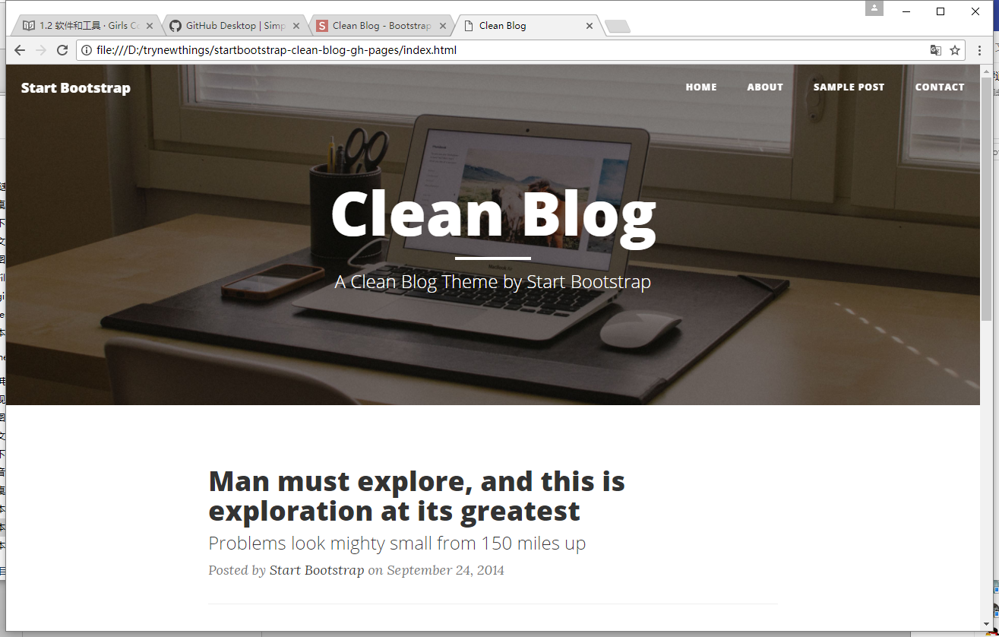 1.2 软件和工具 · Girls Co
GitHub Desktop | Simp
Clean Blog - Bootstrap
Clean Blog
file:///D:/trynewthings/startbootstrap-clean-blog-gh-pages/index.html
Start Bootstrap
HOME
ABOUT
SAMPLE POST
CONTACT
Clean Blog
A Clean Blog Theme by Start Bootstrap
Man must explore, and this is
exploration at its greatest
Problems look mighty small from 150 miles up
Posted by Start Bootstrap on September 24, 2014